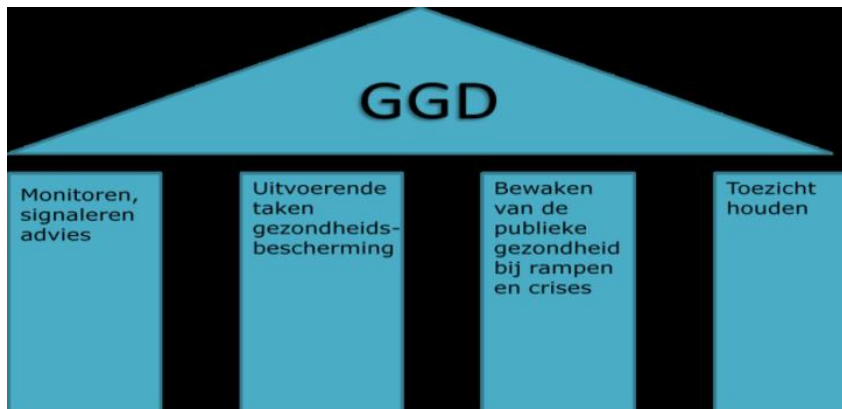 GGD
Monitoren,
signaleren
advies
Uitvoerende
taken
gezondheids-
bescherming
Bewaken
van de
publieke
gezondheid
bij rampen
en crises
Toezicht
houden